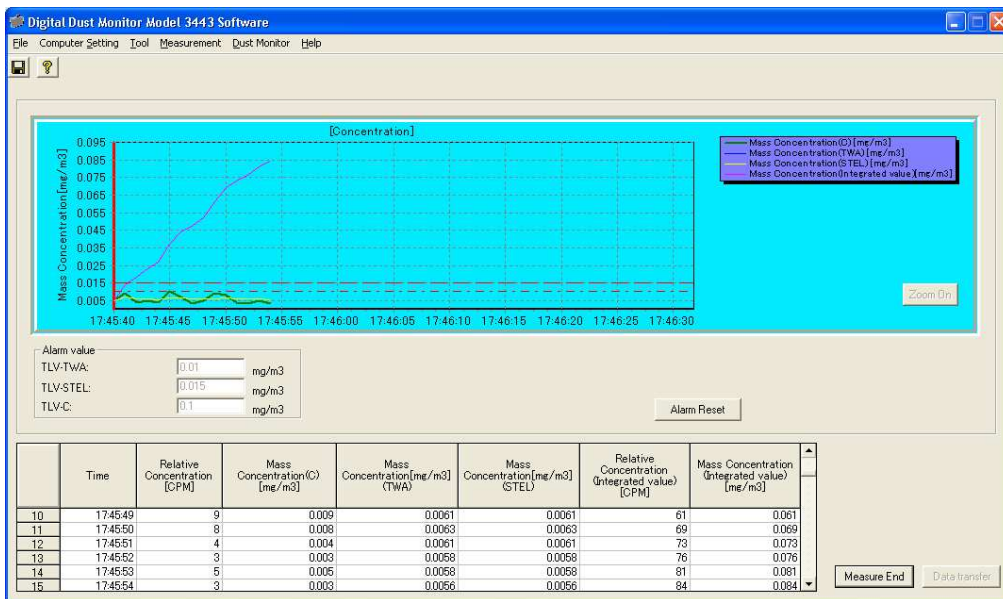 Digital Dust Monitor Model 3443 Software
File Computer Setting Tool Measurement Dust Monitor Help
[Concentration]
Mass Concentration[mg/m3]
0.095
0.085
0.075
0.065
0.055
0.045
0.035
0.025
0.015
0.005
17:45:40 17:45:45 17:45:50 17:45:55 17:46:00 17:46:05 17:46:10 17:46:15 17:46:20 17:46:25 17:46:30
Mass Concentration(C)[mg/m3]
Mass Concentration(TWA)[mg/m3]
Mass Concentration(STEL)[mg/m3]
Mass Concentration(Integrated value)[mg/m3]
Zoom On
Alarm value
TLV-TWA: 0.01 mg/m3
TLV-STEL: 0.015 mg/m3
TLV-C: 0.1 mg/m3
Alarm Reset
Time
Relative
Concentration
[CPM]
Mass
Concentration(C)
[mg/m3]
Mass
Concentration[mg/m3]
(TWA)
Mass
Concentration[mg/m3]
(STEL)
Relative
Concentration
(Integrated value)
[CPM]
Mass Concentration
(Integrated value)
[mg/m3]
10 17:45:49 9 0.009 0.0061 0.0061 61 0.061
11 17:45:50 8 0.008 0.0063 0.0063 69 0.069
12 17:45:51 4 0.004 0.0061 0.0061 73 0.073
13 17:45:52 3 0.003 0.0058 0.0058 76 0.076
14 17:45:53 5 0.005 0.0058 0.0058 81 0.081
15 17:45:54 3 0.003 0.0056 0.0056 84 0.084
Measure End
Data transfer